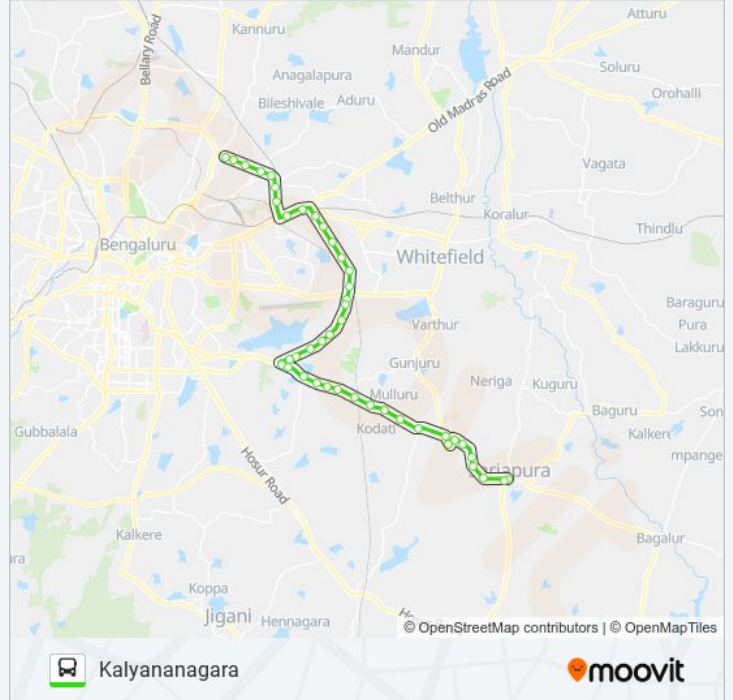 Atturu
Kannuru
Bellary Road
Mandur
Soluru
Anagalapura
Bileshivale
Aduru
Orohalli
Old Madras Road
Vagata
Belthur
Koralur
Thindlu
Bengaluru
Whitefield
Baraguru
Pura
Varthur
Lakkuru
Gunjuru
Neriga
Kuguru
Mulluru
Baguru
Kodati
Gubbalala
Hosur Road
Bagalur
Kalkere
Koppa
Jigani
Hennagara
© OpenStreetMap contributors | © OpenMapTiles
Kalyananagara
moovit